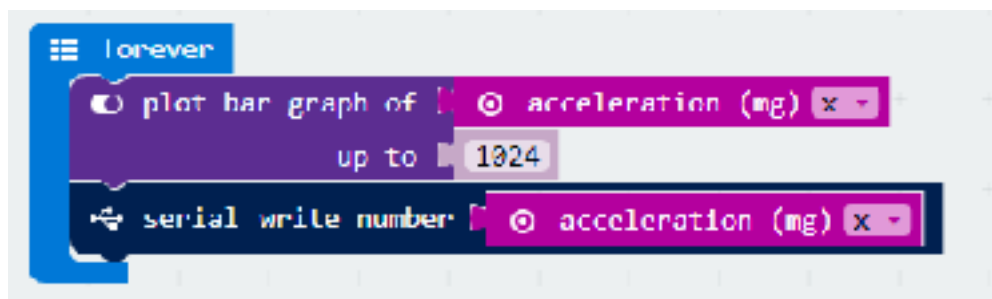 forever
plot bar graph of acceleration (mg) x
up to 1024
serial write number acceleration (mg) x